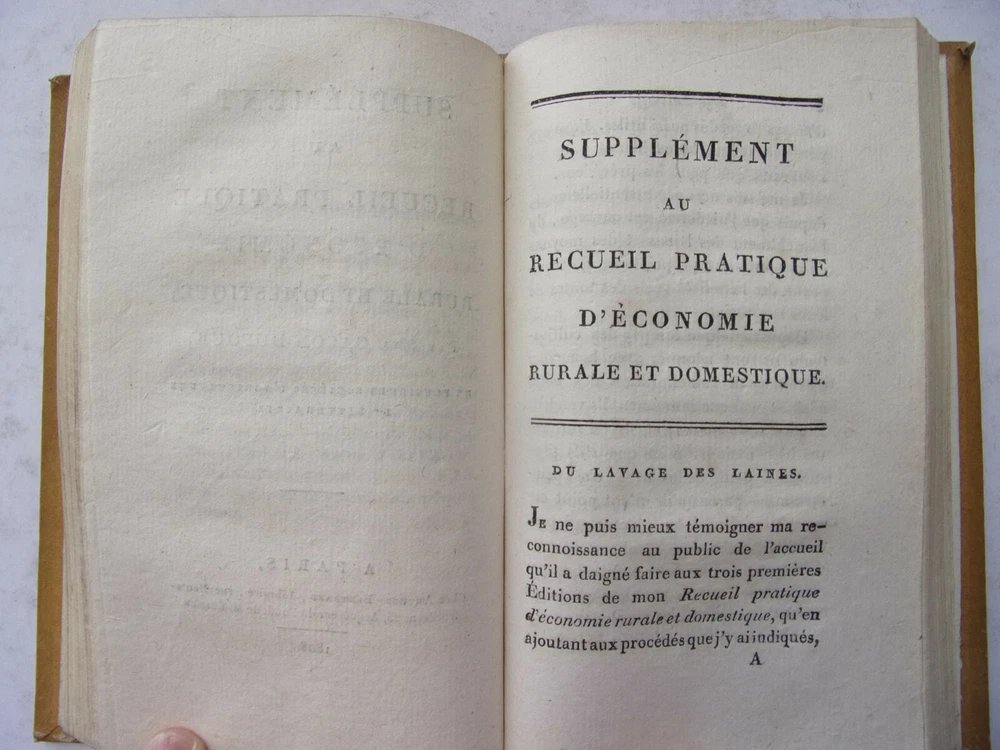 SUPPLÉMENT
AU
RECUEIL PRATIQUE
D'ÉCONOMIE
RURALE ET DOMESTIQUE.
DU LAVAGE DES LAINES.
JE ne puis mieux témoigner ma re-
connoissance au public de l'accueil
qu'il a daigné faire aux trois premières
Éditions de mon Recueil pratique
d'économie rurale et domestique, qu'en
ajoutant aux procédés que j'y ai indiqués,
A